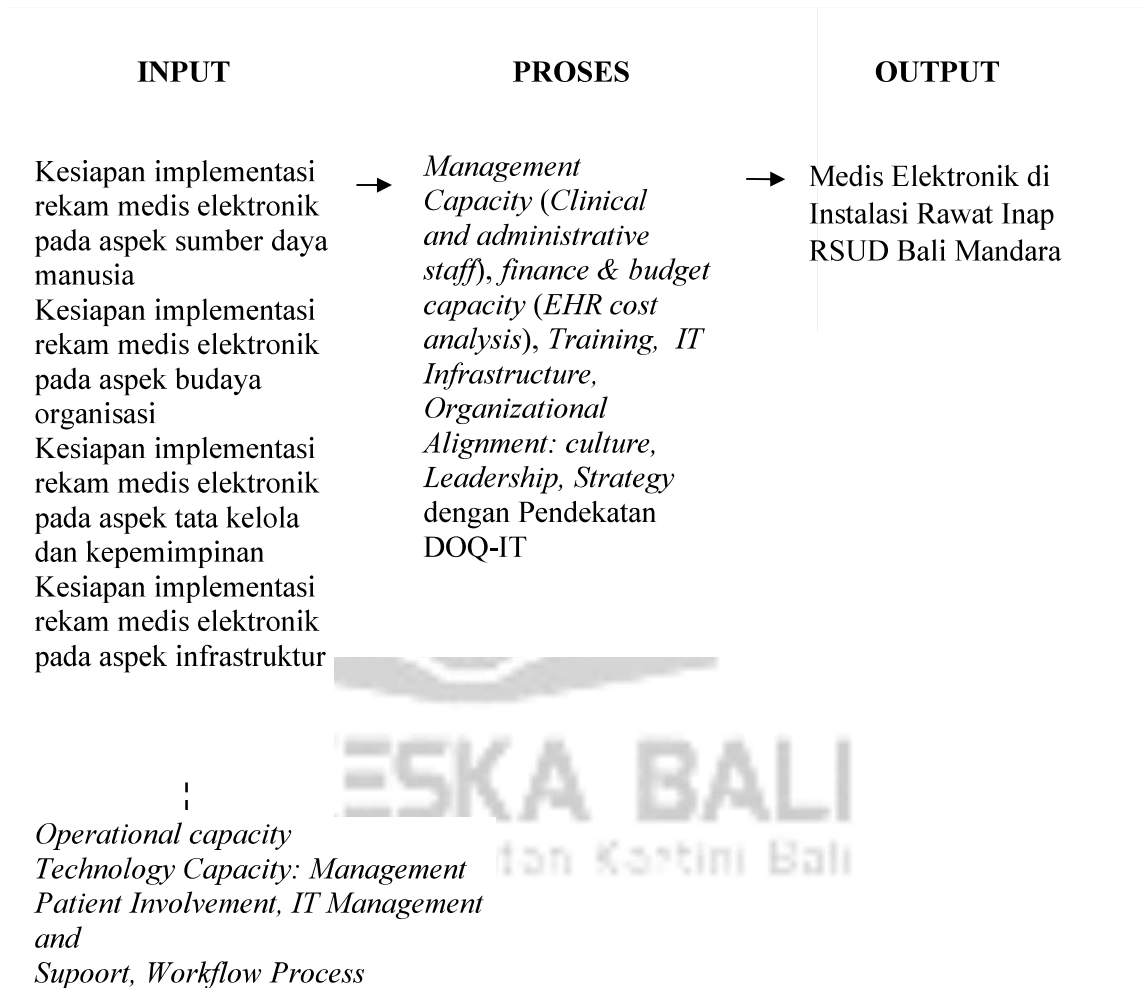 INPUT
PROSES
OUTPUT
Kesiapan implementasi
rekam medis elektronik
pada aspek sumber daya
manusia
Kesiapan implementasi
rekam medis elektronik
pada aspek budaya
organisasi
Kesiapan implementasi
rekam medis elektronik
pada aspek tata kelola
dan kepemimpinan
Kesiapan implementasi
rekam medis elektronik
pada aspek infrastruktur
Management
Capacity (Clinical
and administrative
staff), finance & budget
capacity (EHR cost
analysis), Training, IT
Infrastructure,
Organizational
Alignment: culture,
Leadership, Strategy
dengan Pendekatan
DOQ-IT
Medis Elektronik di
Instalasi Rawat Inap
RSUD Bali Mandara
BALI
Kartini Bali
Operational capacity
Technology Capacity: Management
Patient Involvement, IT Management
and
Supoort, Workflow Process